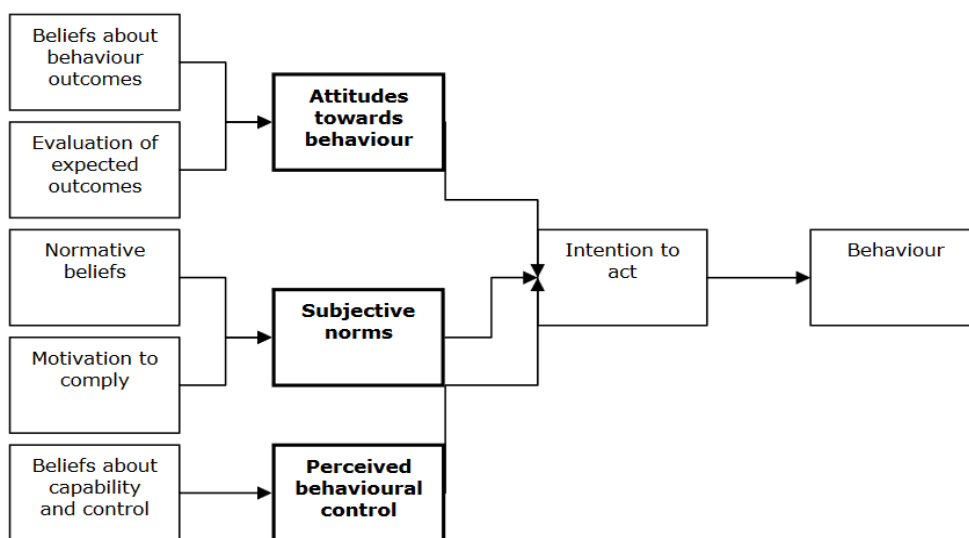 Beliefs about
behaviour
outcomes
Evaluation of
expected
outcomes
Attitudes
towards
behaviour
Normative
beliefs
Motivation to
comply
Subjective
norms
Beliefs about
capability
and control
Perceived
behavioural
control
Intention to
act
Behaviour